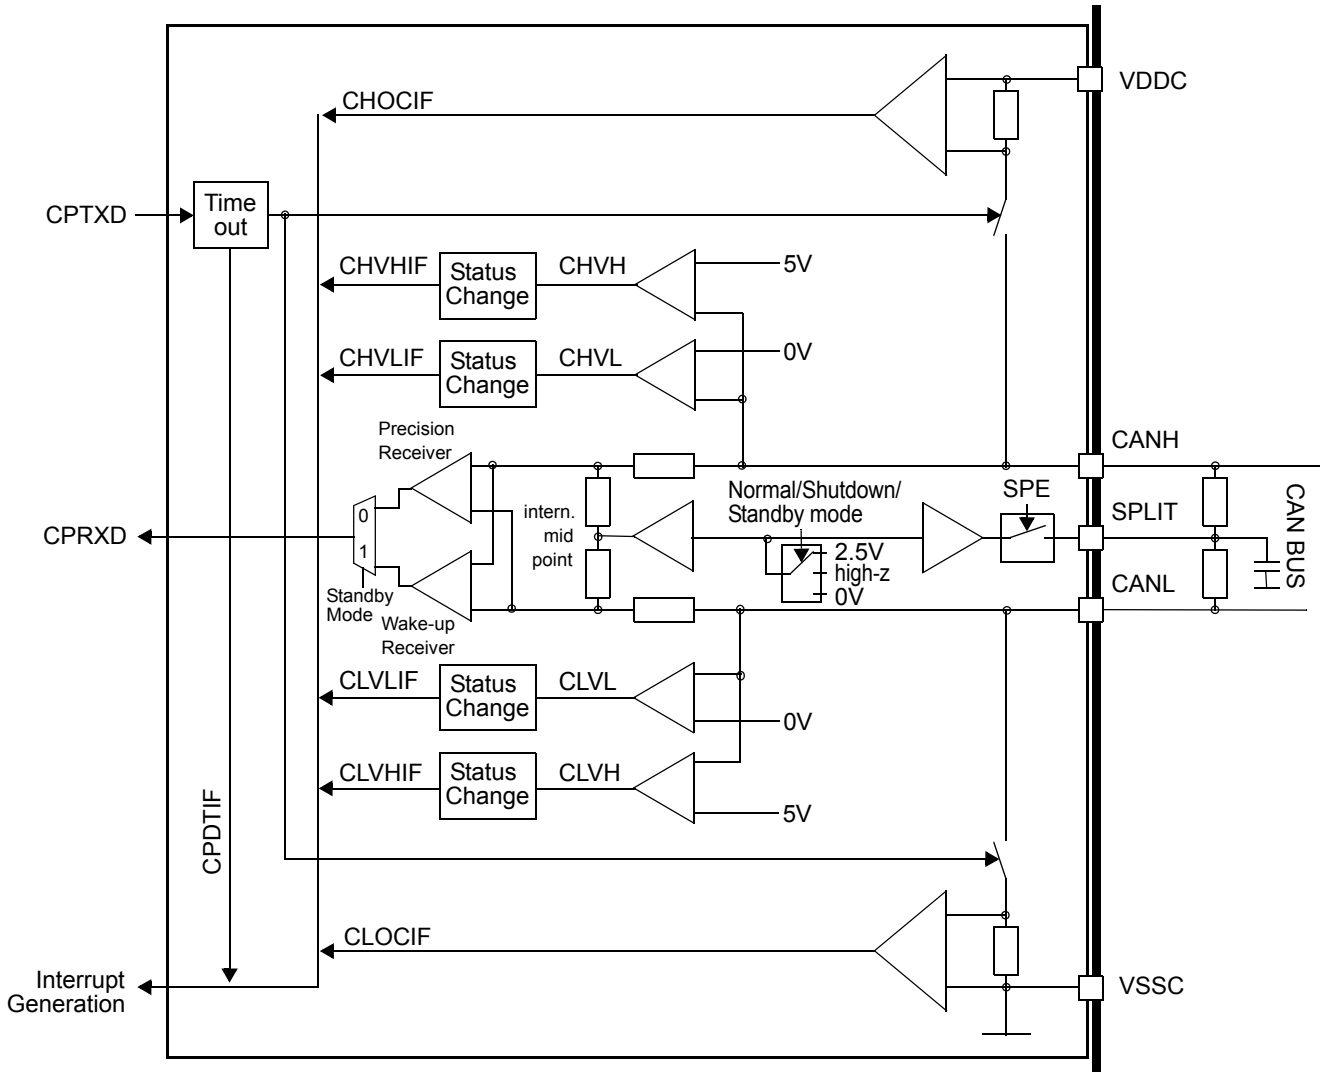 VDDC
CHOCIF
CPTXD
Time
out
CHVHIF
Status
Change
CHVH
5V
CHVLIF
Status
Change
CHVL
0V
Precision
Receiver
CANH
Normal/Shutdown/
Standby mode
SPE
SPLIT
CAN BUS
intern.
mid
point
0
1
CPRXD
2.5V
high-z
0V
CANL
Standby
Mode
Wake-up
Receiver
CLVLIF
Status
Change
CLVL
0V
CLVHIF
Status
Change
CLVH
5V
CPDTIF
CLOCIF
Interrupt
Generation
VSSC